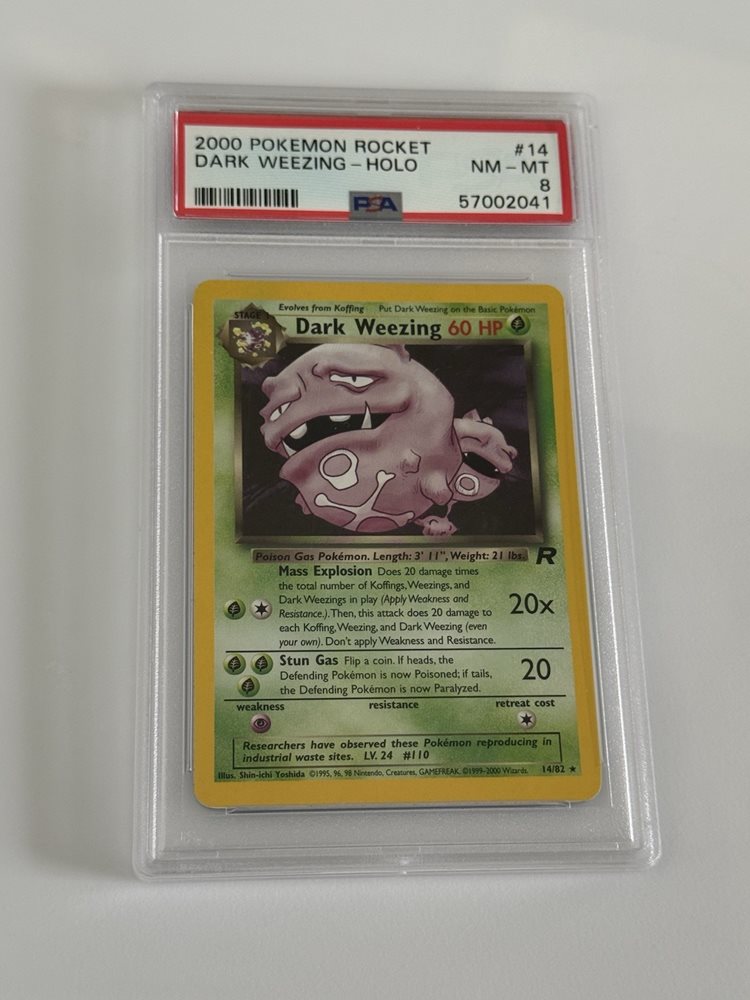 2000 POKEMON ROCKET #14
DARK WEEZING - HOLO NM - MT
8
PSA 57002041
Evolves from Koffing Put Dark Weezing on the Basic Pokémon
STAGE
Dark Weezing 60 HP
Poison Gas Pokémon. Length: 3' 11", Weight: 21 lbs.
R
Mass Explosion Does 20 damage times
the total number of Koffings, Weezings, and
Dark Weezings in play (Apply Weakness and
Resistance.). Then, this attack does 20 damage to
each Koffing, Weezing, and Dark Weezing (even
your own). Don't apply Weakness and Resistance.
20x
Stun Gas Flip a coin. If heads, the
Defending Pokémon is now Poisoned; if tails,
the Defending Pokémon is now Paralyzed.
20
weakness resistance retreat cost
Researchers have observed these Pokémon reproducing in
industrial waste sites. LV. 24 #110
Illus. Shin-ichi Yoshida ©1995, 96, 98 Nintendo, Creatures, GAMEFREAK. ©1999-2000 Wizards. 14/82 ★